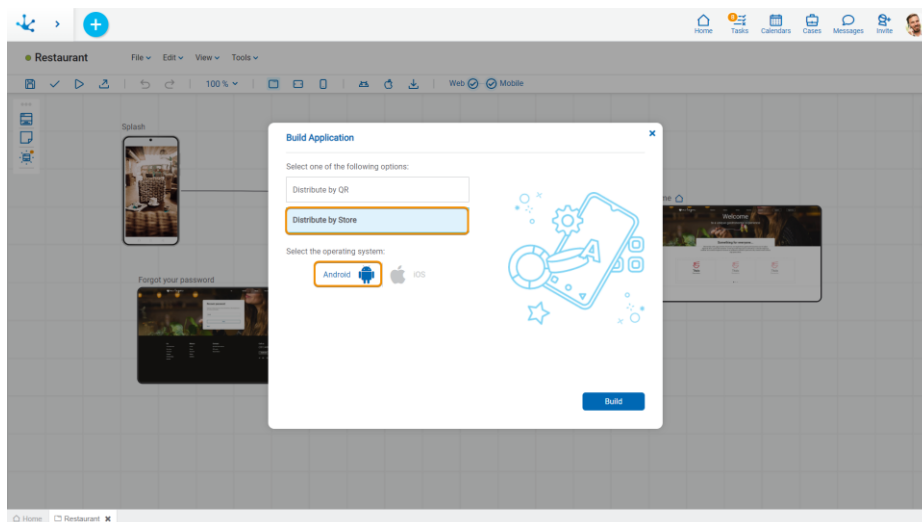 Home Tasks Calendars Cases Messages Invite
Restaurant File Edit View Tools
100 % Web Mobile
Splash
Build Application
Select one of the following options:
Distribute by QR
Distribute by Store
Select the operating system:
Android iOS
Build
Forgot your password
me
Welcome
Home Restaurant